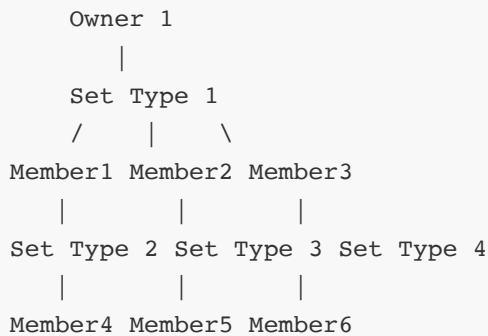 Owner 1
|
Set Type 1
/ | \
Member1 Member2 Member3
| | |
Set Type 2 Set Type 3 Set Type 4
| | |
Member4 Member5 Member6